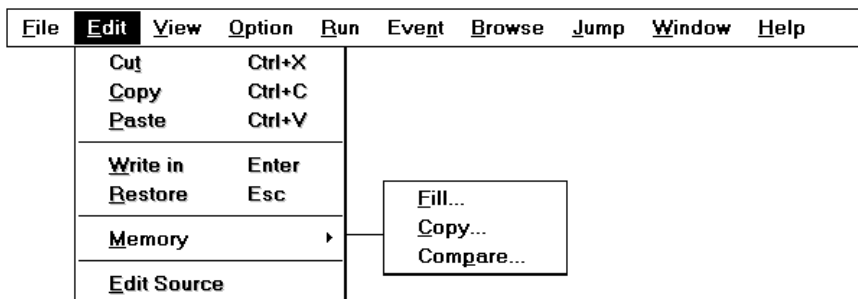 File Edit View Option Run Event Browse Jump Window Help
Cut Ctrl+X
Copy Ctrl+C
Paste Ctrl+V
Write in Enter
Restore Esc
Memory
Edit Source
Fill...
Copy...
Compare...